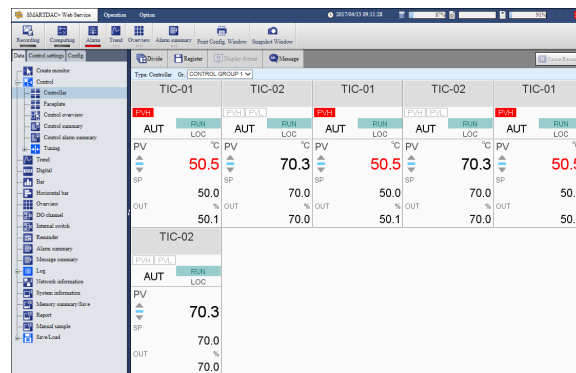 SMARTDAC+ Web Service Operation Option 2017/04/13 09:11:28 87% 91%
Recording Computing Alarm Trend Overview Alarm summary Print Config. Window Snapshot Window
Data Control settings Config. Divide Register Display format Message Pause Renew
Type: Controller Gr.: CONTROL GROUP 1
Create monitor
Control
Controller
Faceplate
Control overview
Control summary
Control alarm summary
Tuning
Trend
Digital
Bar
Horizontal bar
Overview
DO channel
Internal switch
Reminder
Alarm summary
Message summary
Log
Network information
System information
Memory summary/Save
Report
Manual sample
Save/Load
TIC-01 TIC-02 TIC-01 TIC-02 TIC-01
PVH PVH PVL PVH PVH PVL PVH
AUT RUN AUT RUN AUT RUN AUT RUN AUT RUN
LOC LOC LOC LOC LOC
PV °C PV °C PV °C PV °C PV
50.5 70.3 50.5 70.3 50.5
SP SP SP SP SP
50.0 70.0 50.0 70.0 50.
OUT % OUT % OUT % OUT % OUT
50.1 70.0 50.1 70.0 50.
TIC-02
PVH PVL
AUT RUN
LOC
PV °C
70.3
SP
70.0
OUT %
70.0